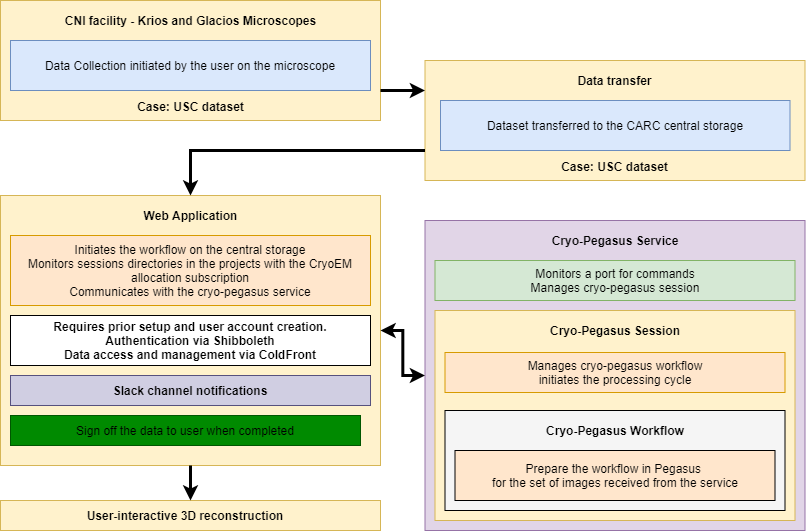 CNI facility - Krios and Glacios Microscopes
Data Collection initiated by the user on the microscope
Case: USC dataset
Data transfer
Dataset transferred to the CARC central storage
Case: USC dataset
Web Application
Initiates the workflow on the central storage
Monitors sessions directories in the projects with the CryoEM
allocation subscription
Communicates with the cryo-pegasus service
Requires prior setup and user account creation.
Authentication via Shibboleth
Data access and management via ColdFront
Slack channel notifications
Sign off the data to user when completed
User-interactive 3D reconstruction
Cryo-Pegasus Service
Monitors a port for commands
Manages cryo-pegasus session
Cryo-Pegasus Session
Manages cryo-pegasus workflow
initiates the processing cycle
Cryo-Pegasus Workflow
Prepare the workflow in Pegasus
for the set of images received from the service